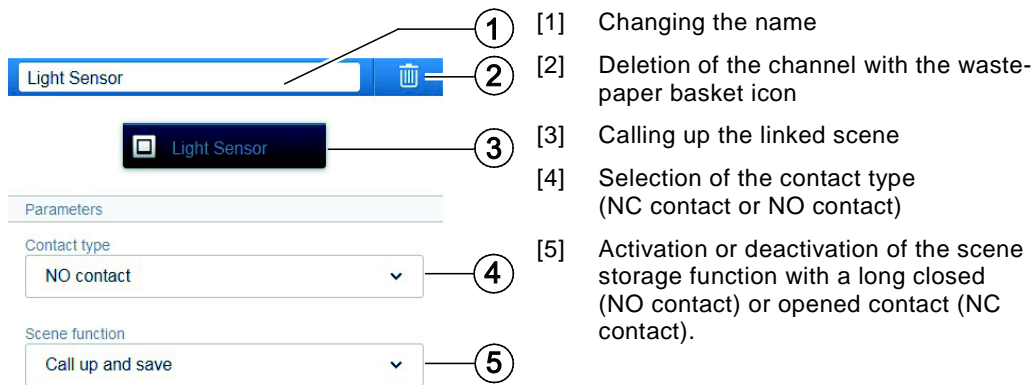 Light Sensor
1
2
Light Sensor
3
Parameters
Contact type
NO contact
4
Scene function
Call up and save
5
[1] Changing the name
[2] Deletion of the channel with the waste-
paper basket icon
[3] Calling up the linked scene
[4] Selection of the contact type
(NC contact or NO contact)
[5] Activation or deactivation of the scene
storage function with a long closed
(NO contact) or opened contact (NC
contact).